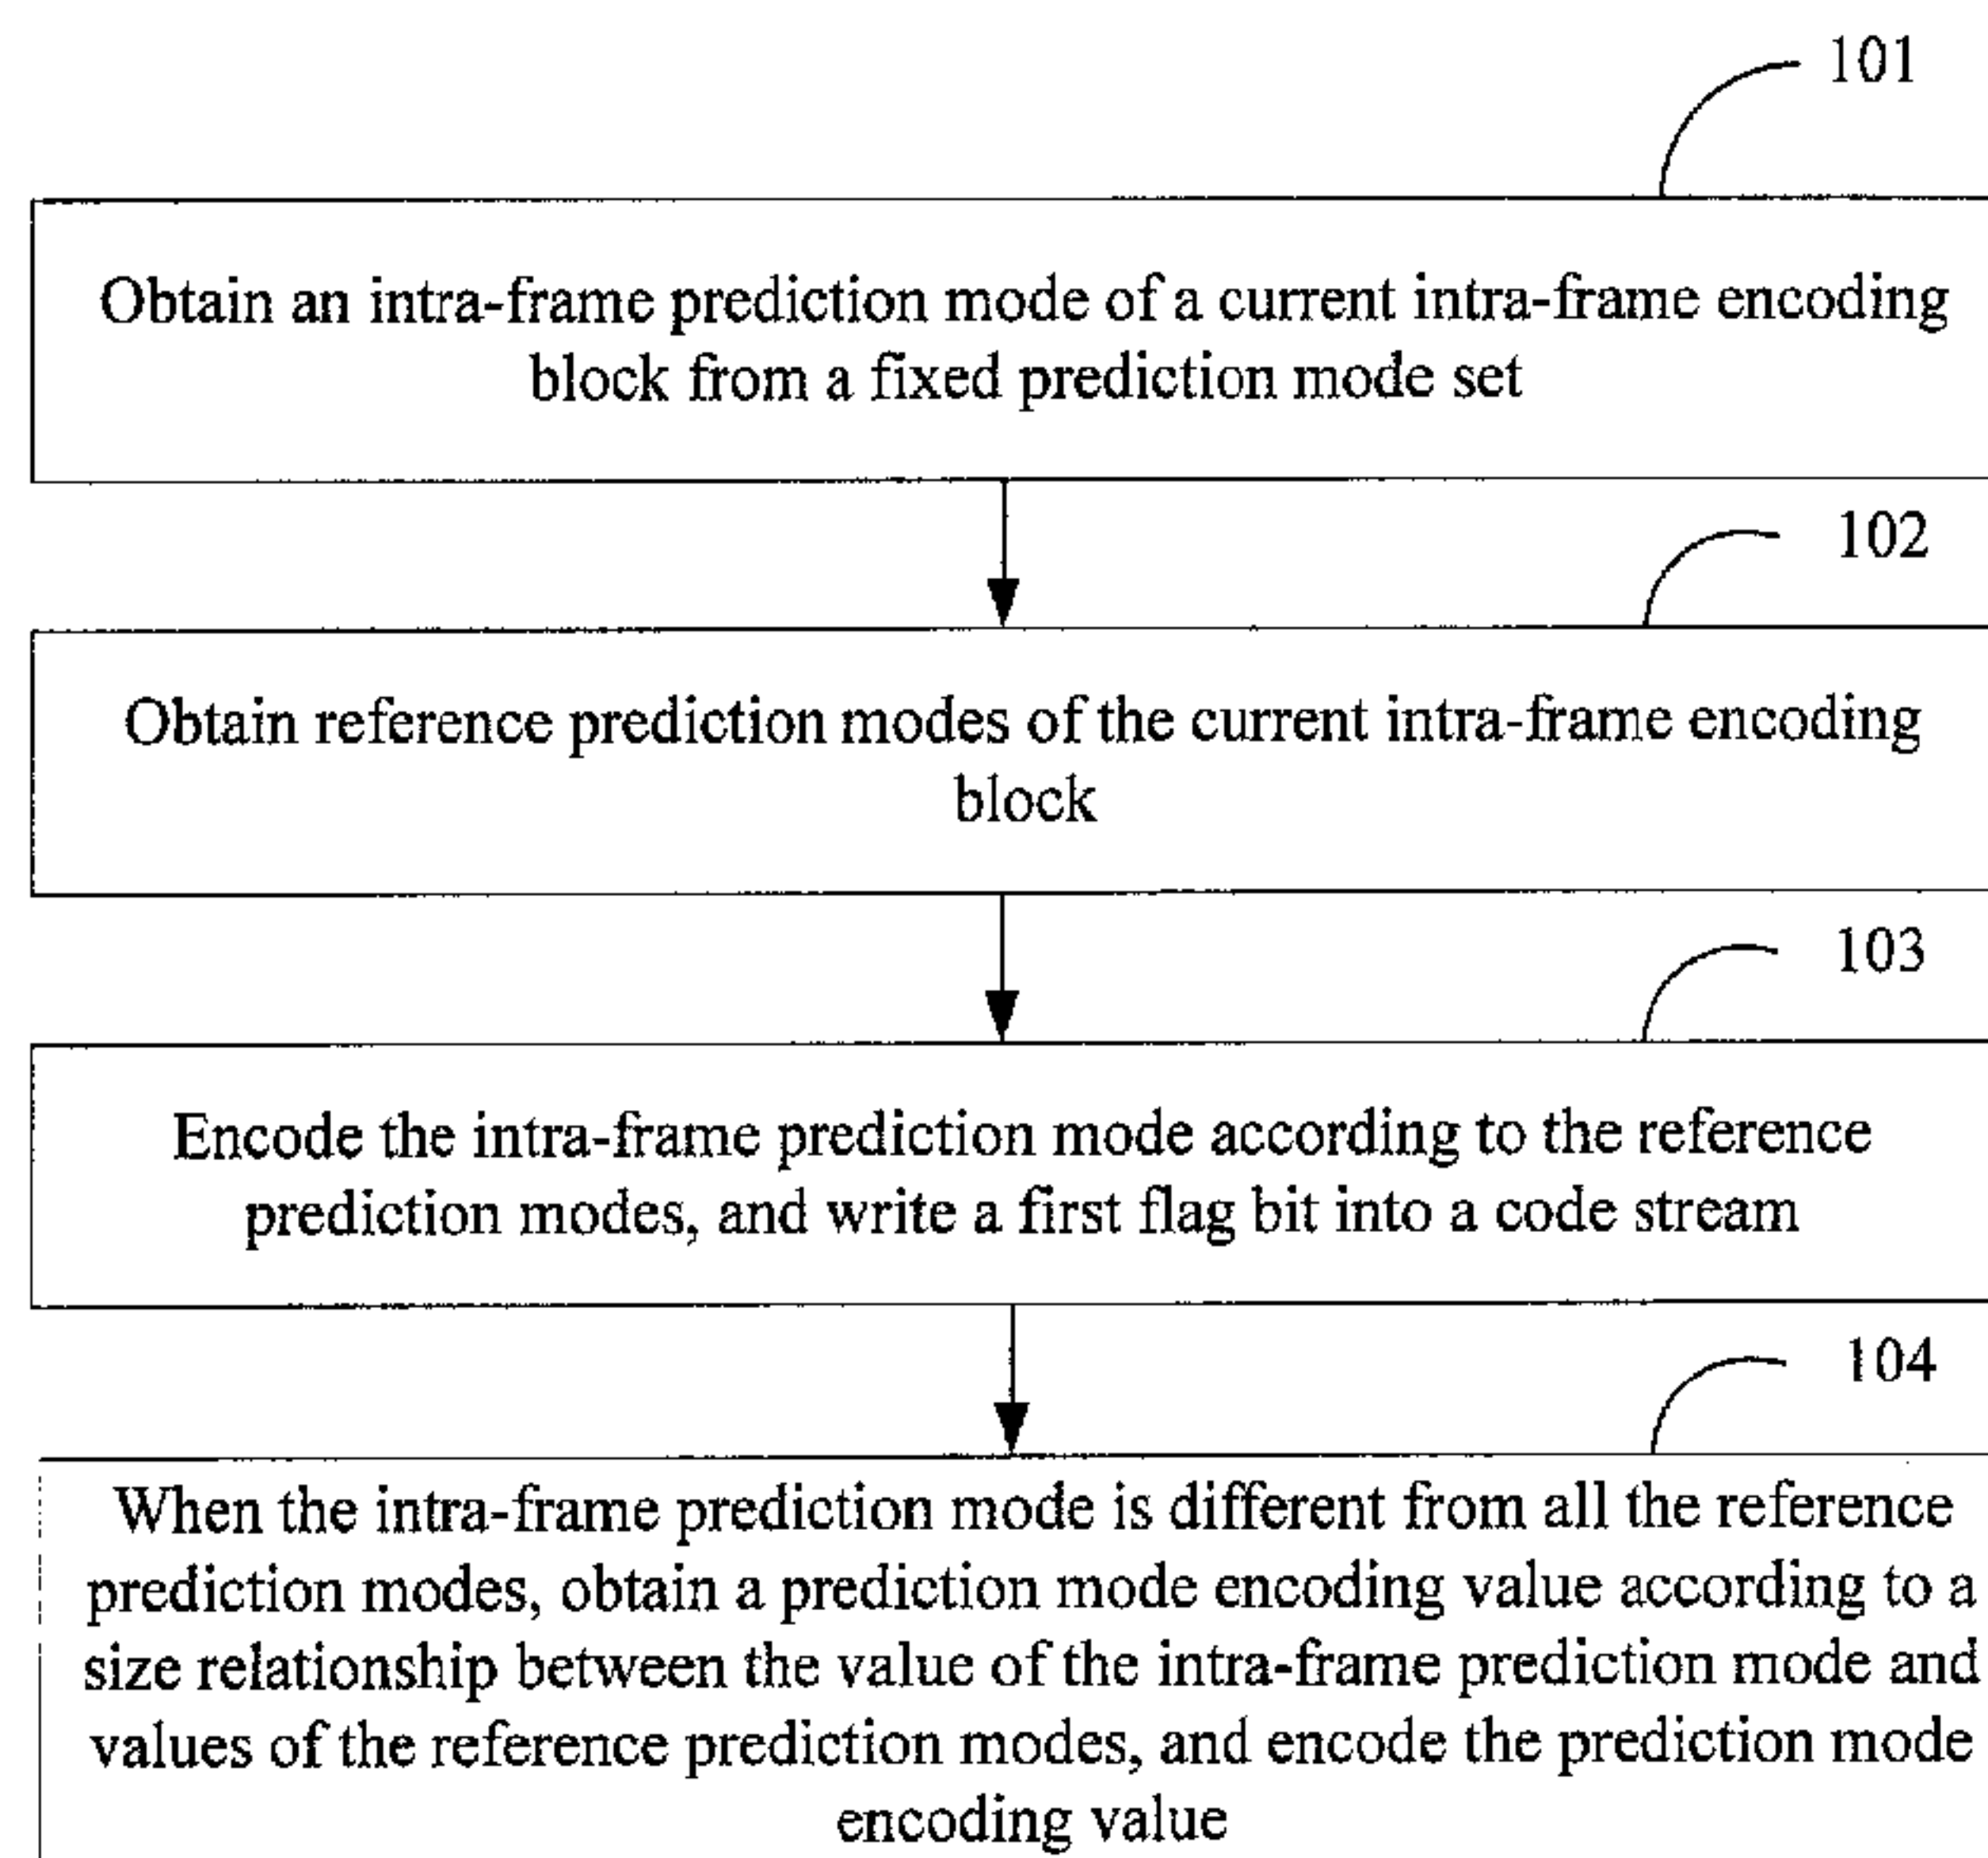 101
Obtain an intra-frame prediction mode of a current intra-frame encoding
block from a fixed prediction mode set
102
Obtain reference prediction modes of the current intra-frame encoding
block
103
Encode the intra-frame prediction mode according to the reference
prediction modes, and write a first flag bit into a code stream
104
When the intra-frame prediction mode is different from all the reference
prediction modes, obtain a prediction mode encoding value according to a
size relationship between the value of the intra-frame prediction mode and
values of the reference prediction modes, and encode the prediction mode
encoding value